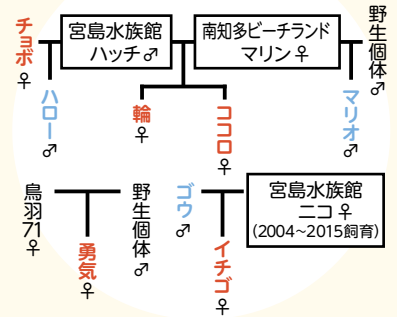 チョボ
♀
宮島水族館
ハッチ♂
南知多ビーチランド
マリン♀
野生個体♂
ハロー♂
輪♀
ココロ♀
マリオ♂
鳥羽71♀
野生個体♂
ゴウ♂
宮島水族館
ニコ♀
(2004~2015飼育)
勇気♀
イチゴ♀